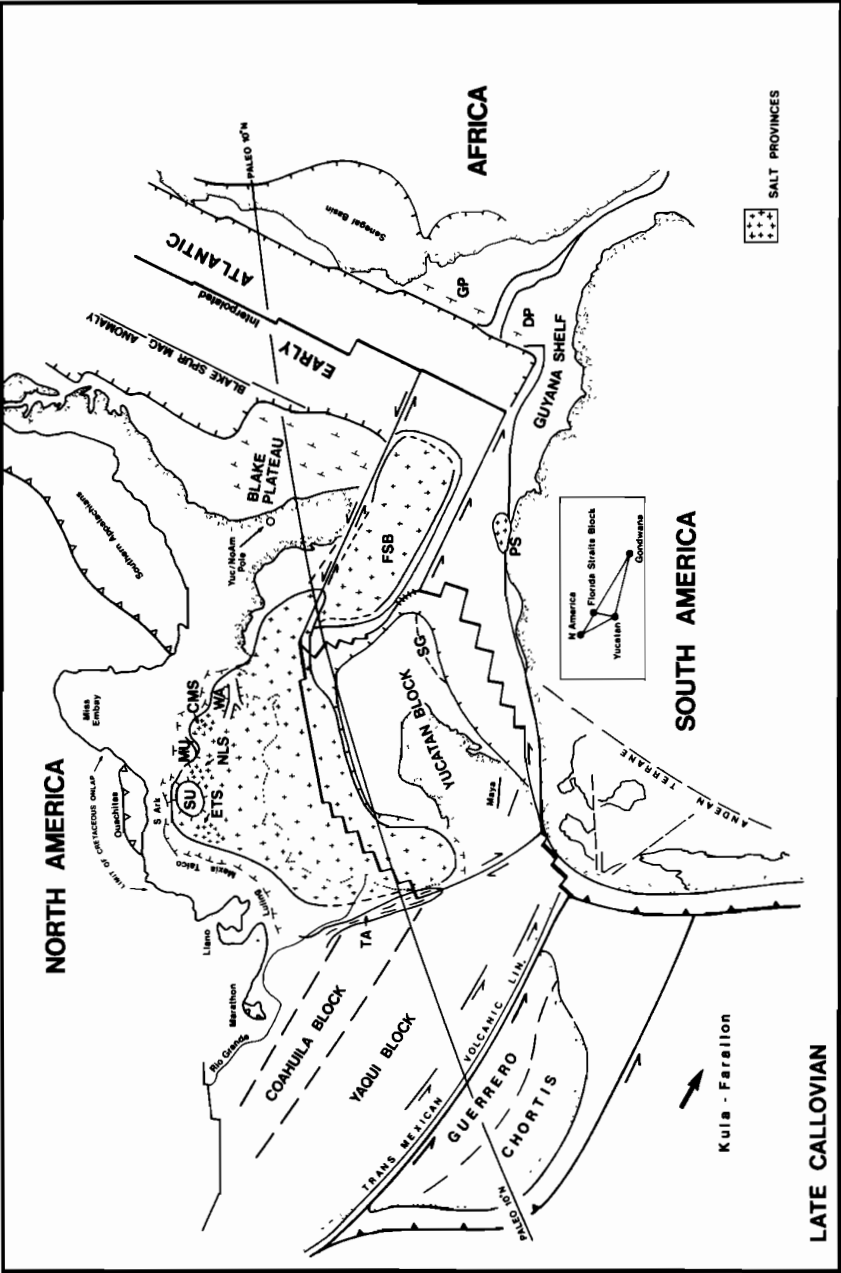 NORTH AMERICA
SOUTH AMERICA
AFRICA
LATE CALLOVIAN
SALT PROVINCES
PALEO 10°N
Senegal Basin
EARLY
ATLANTIC
Interpolated
BLAKE SPUR MAG ANOMALY
BLAKE
PLATEAU
Southern Appalachians
Yuc/NoAm
Pole
GP
DP
GUYANA SHELF
FSB
PS
N America
Florida Straits Block
Yucatan
Gondwana
Miss
Embay
LIMIT OF CRETACEOUS ONLAP
Ouachitas
S Ark
SU
MU
CMS
WA
NLS
ETS
Mexia
Talco
Luling
Llano
Marathon
Rio Grande
TA
SG
YUCATAN BLOCK
Maya
ANDEAN
TERRANE
COAHUILA BLOCK
YAQUI BLOCK
TRANS MEXICAN VOLCANIC LIN.
GUERRERO
CHORTIS
PALEO 10°N
Kula - Farallon